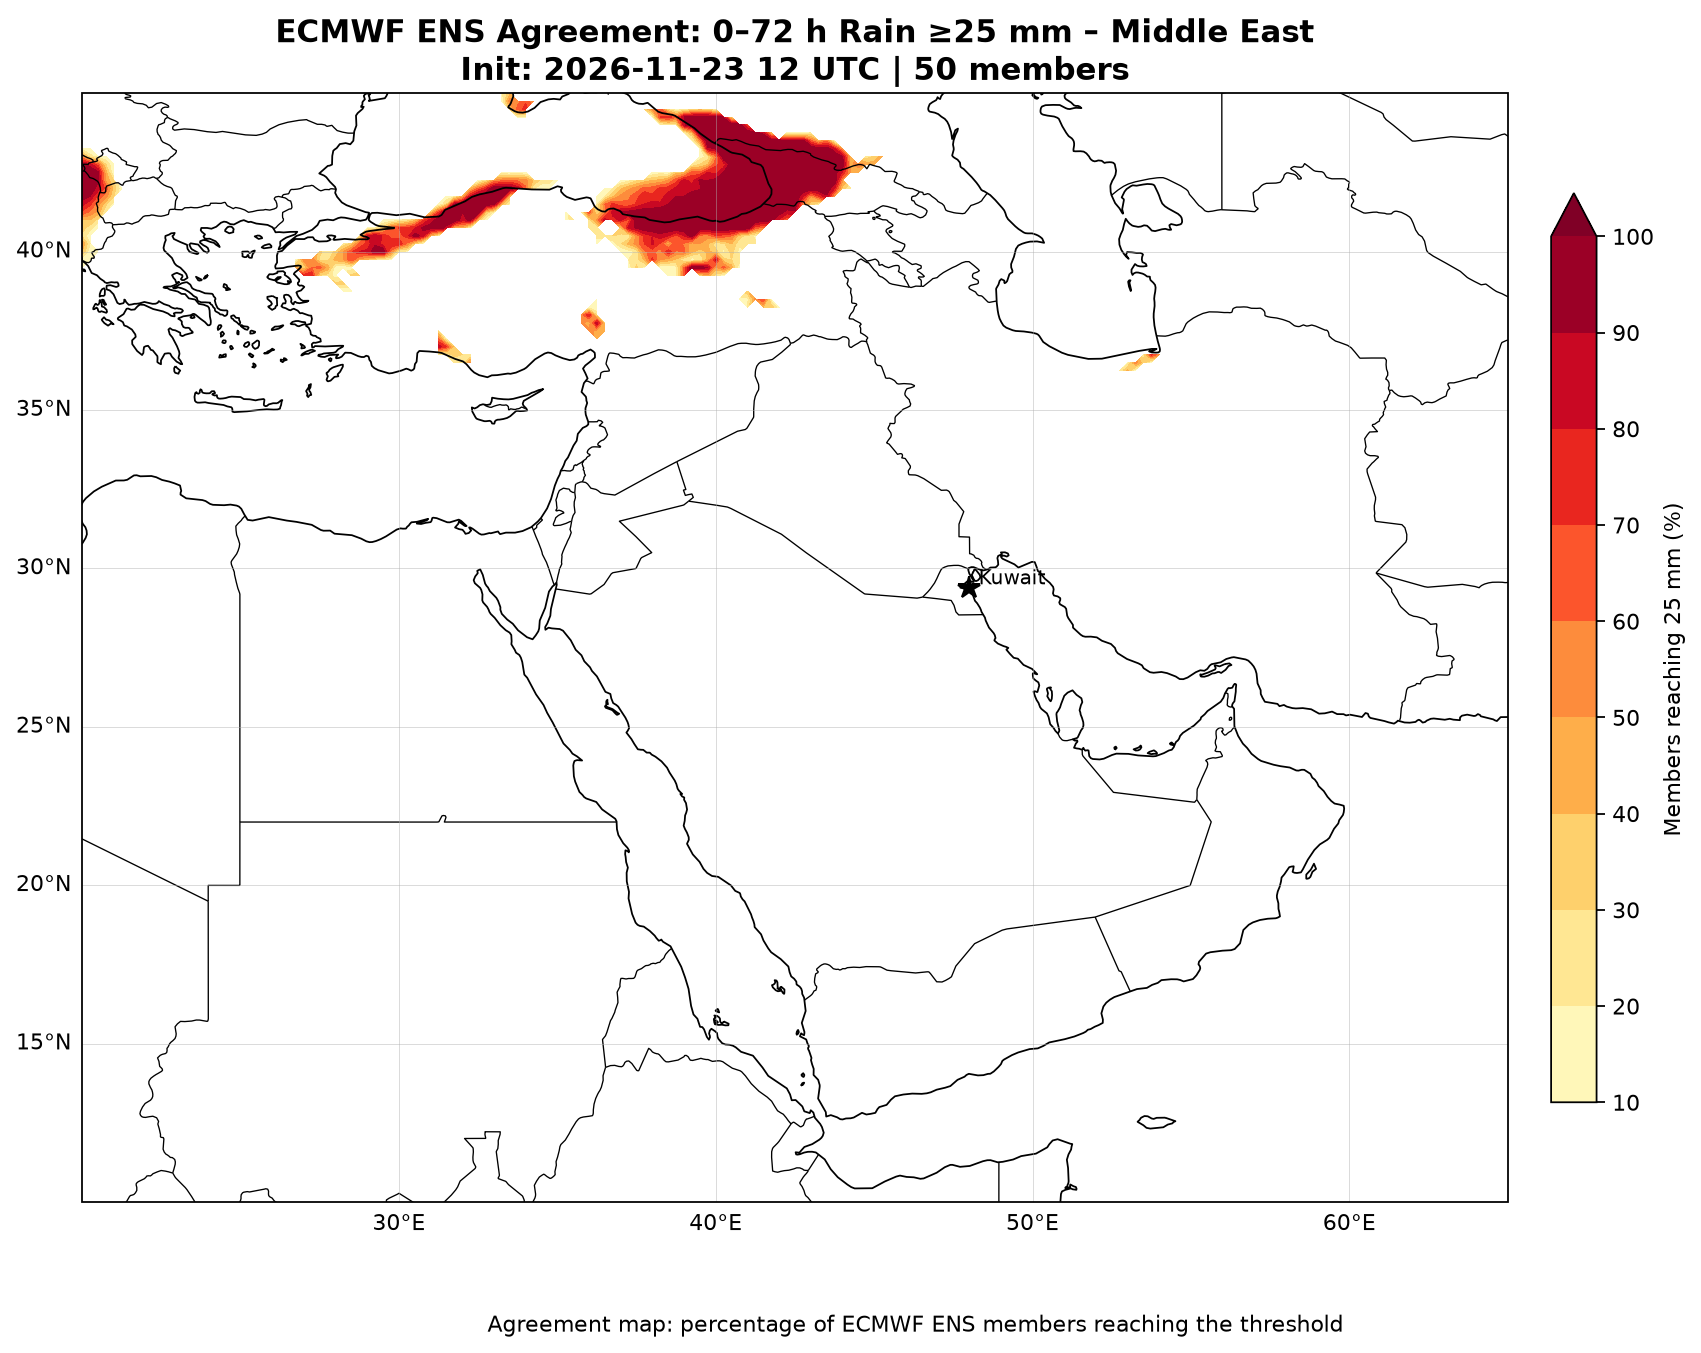 ECMWF ENS Agreement: 0–72 h Rain ≥25 mm – Middle East
Init: 2026-11-23 12 UTC | 50 members
40°N
35°N
30°N
25°N
20°N
15°N
30°E
40°E
50°E
60°E
Kuwait
100
90
80
70
60
50
40
30
20
10
Members reaching 25 mm (%)
Agreement map: percentage of ECMWF ENS members reaching the threshold